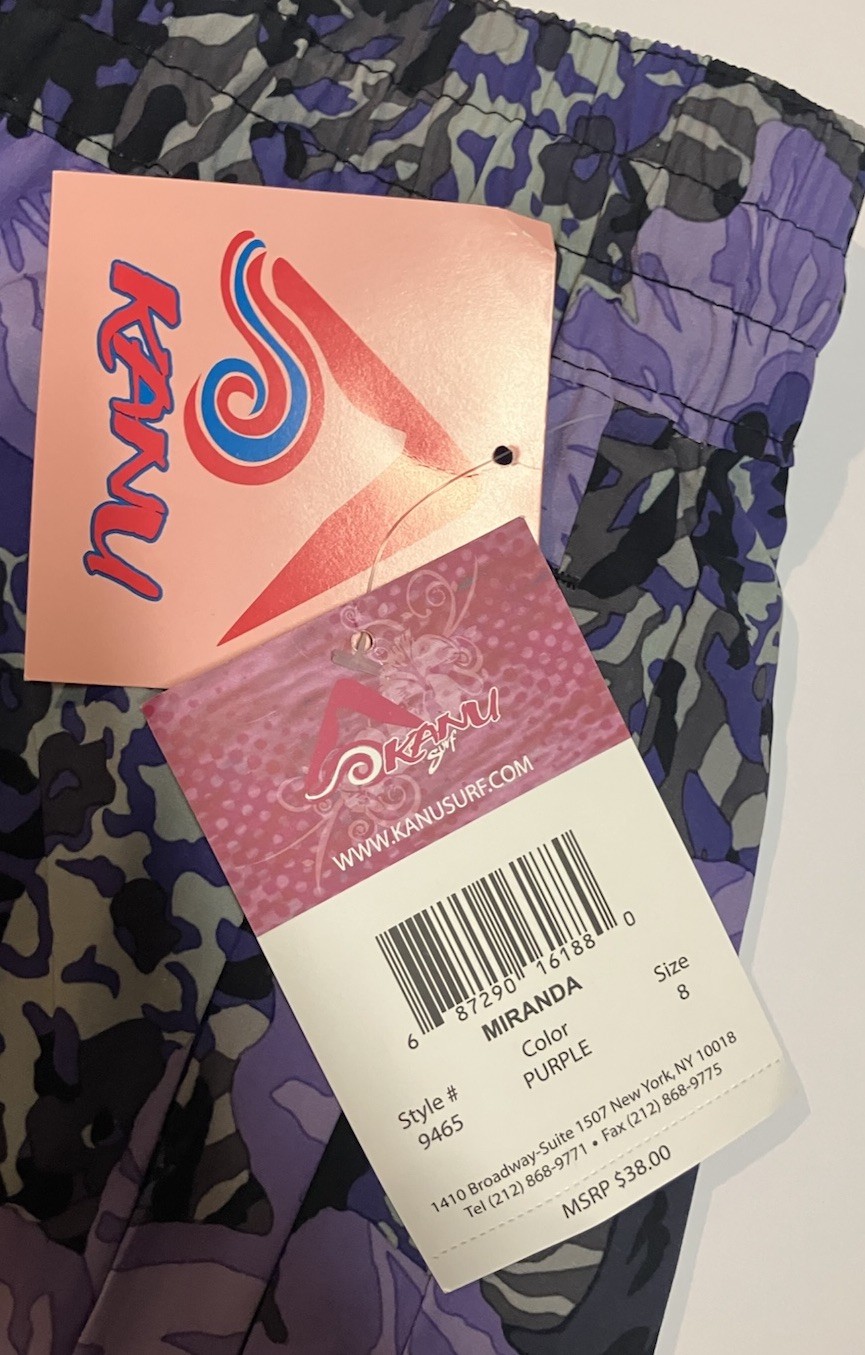 KANU
KANU
surf
WWW.KANUSURF.COM
6 87290 16188 0
MIRANDA
Style #
9465
Color
PURPLE
Size
8
1410 Broadway-Suite 1507 New York, NY 10018
Tel (212) 868-9771 • Fax (212) 868-9775
MSRP $38.00